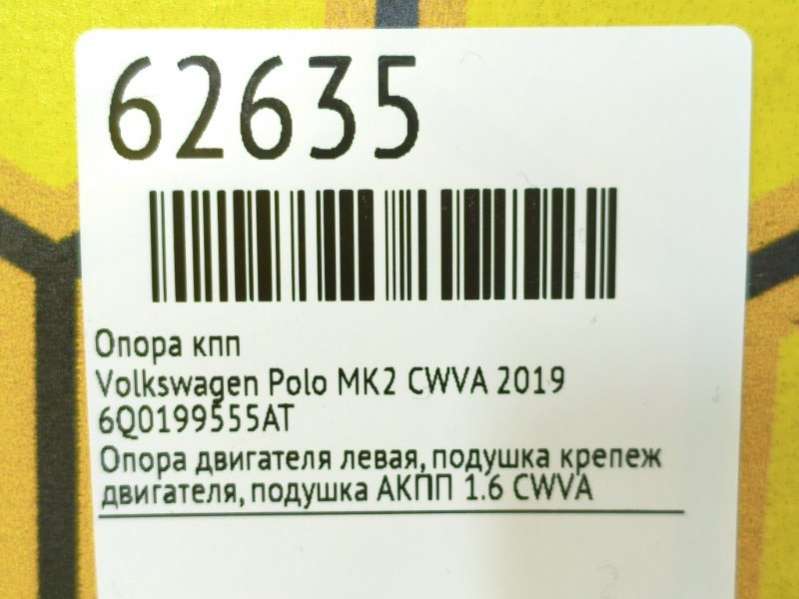 62635
Опора кпп
Volkswagen Polo MK2 CWVA 2019
6Q0199555AT
Опора двигателя левая, подушка крепеж
двигателя, подушка АКПП 1.6 CWVA